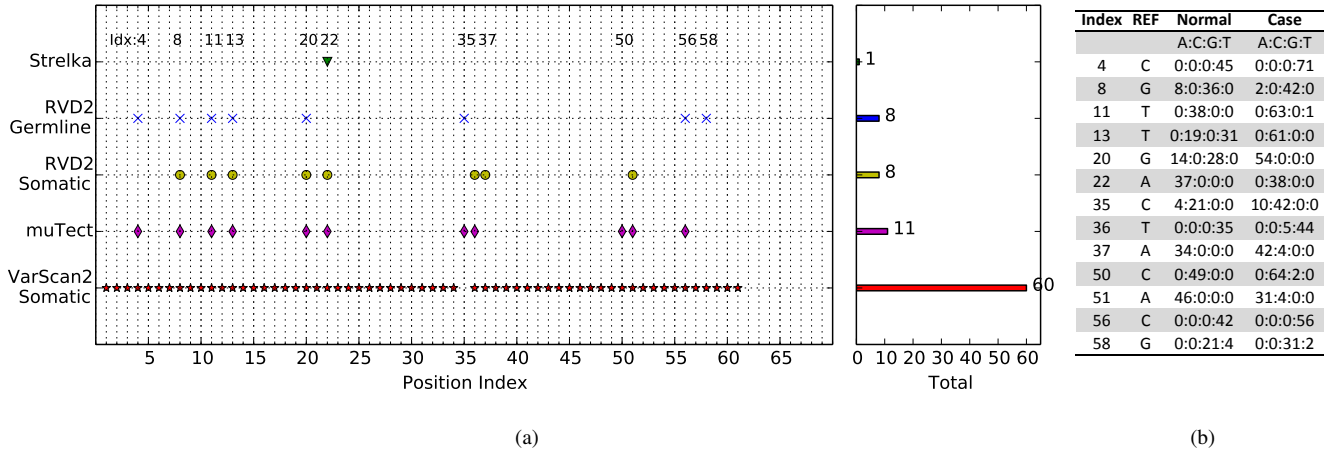 Idx:4 8 11 13 20 22 35 37 50 56 58
Strelka
RVD2
Germline
RVD2
Somatic
muTect
VarScan2
Somatic
5 10 15 20 25 30 35 40 45 50 55 60 65
Position Index
1
8
8
11
60
0 10 20 30 40 50 60
Total
(a)
Index REF Normal Case
A:C:G:T A:C:G:T
4 C 0:0:0:45 0:0:0:71
8 G 8:0:36:0 2:0:42:0
11 T 0:38:0:0 0:63:0:1
13 T 0:19:0:31 0:61:0:0
20 G 14:0:28:0 54:0:0:0
22 A 37:0:0:0 0:38:0:0
35 C 4:21:0:0 10:42:0:0
36 T 0:0:0:35 0:0:5:44
37 A 34:0:0:0 42:4:0:0
50 C 0:49:0:0 0:64:2:0
51 A 46:0:0:0 31:4:0:0
56 C 0:0:0:42 0:0:0:56
58 G 0:0:21:4 0:0:31:2
(b)